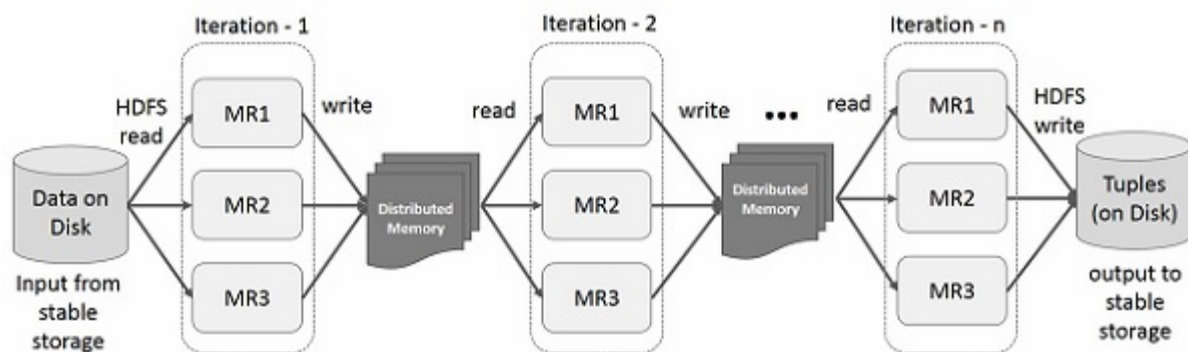 Iteration - 1
HDFS
read
MR1
MR2
MR3
write
Data on
Disk
Input from
stable
storage
Distributed
Memory
Iteration - 2
read
MR1
MR2
MR3
write
...
Distributed
Memory
Iteration - n
read
MR1
MR2
MR3
HDFS
write
Tuples
(on Disk)
output to
stable
storage